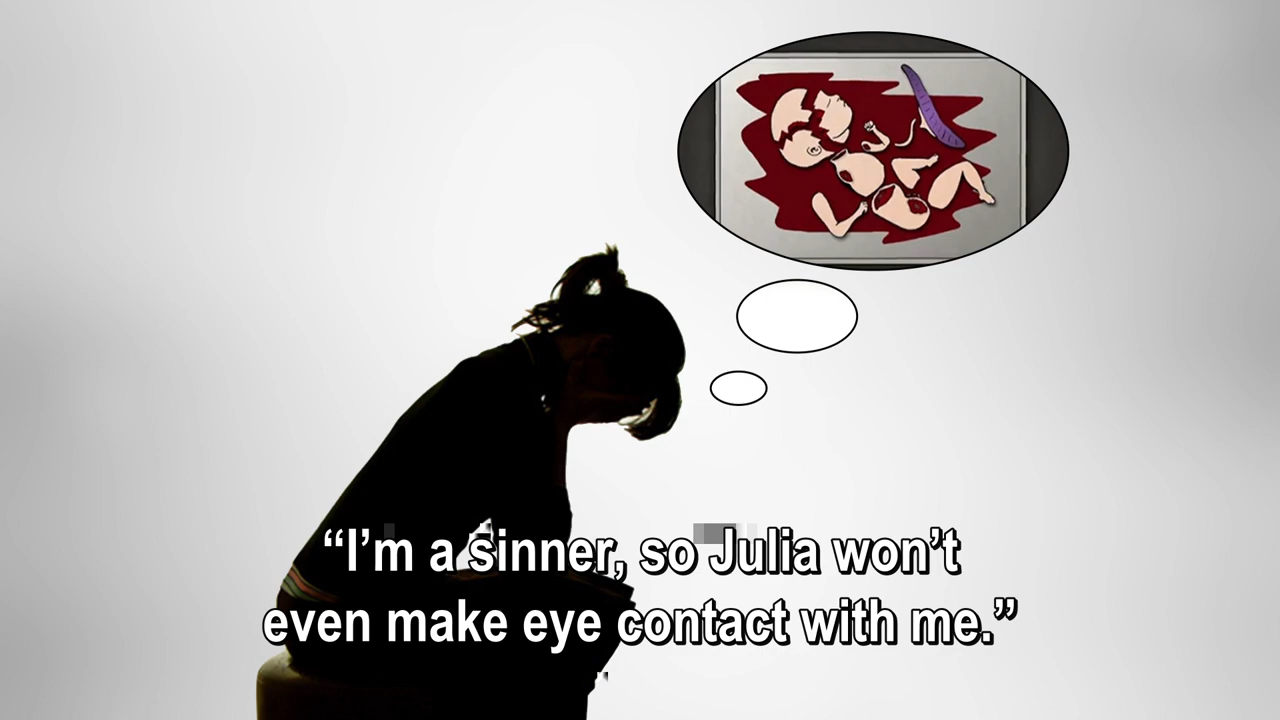 “I’m a sinner, so Julia won’t
even make eye contact with me.”